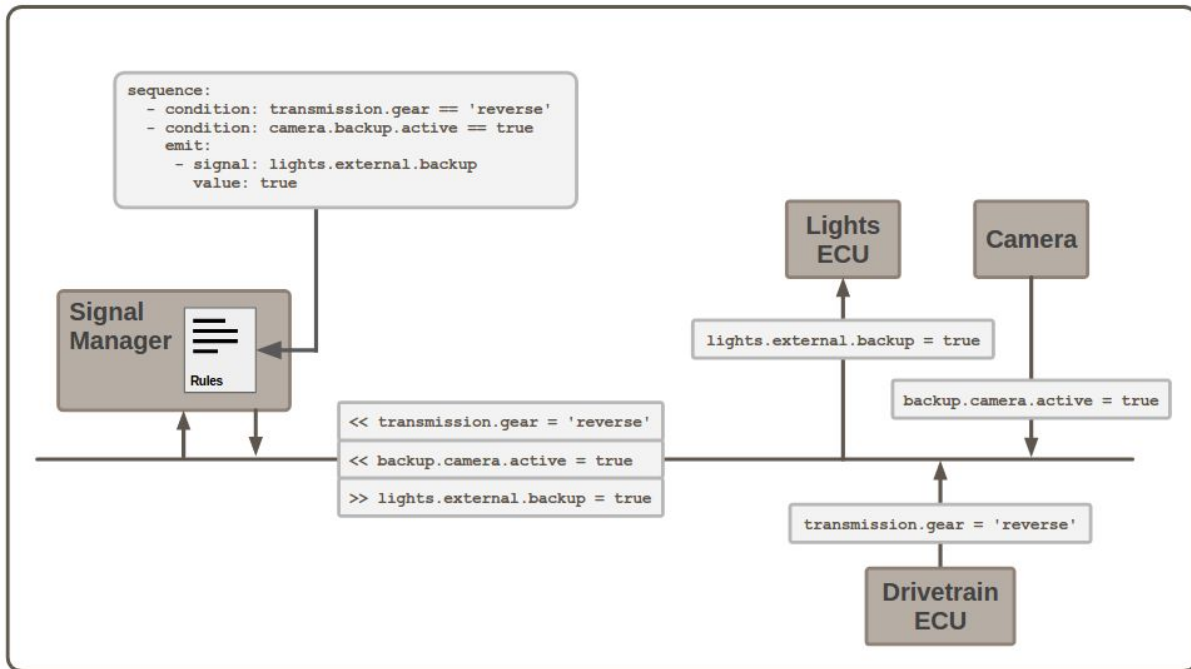 sequence:
  - condition: transmission.gear == 'reverse'
  - condition: camera.backup.active == true
    emit:
     - signal: lights.external.backup
       value: true
Lights
ECU
Camera
Signal
Manager
Rules
lights.external.backup = true
backup.camera.active = true
<< transmission.gear = 'reverse'
<< backup.camera.active = true
>> lights.external.backup = true
transmission.gear = 'reverse'
Drivetrain
ECU